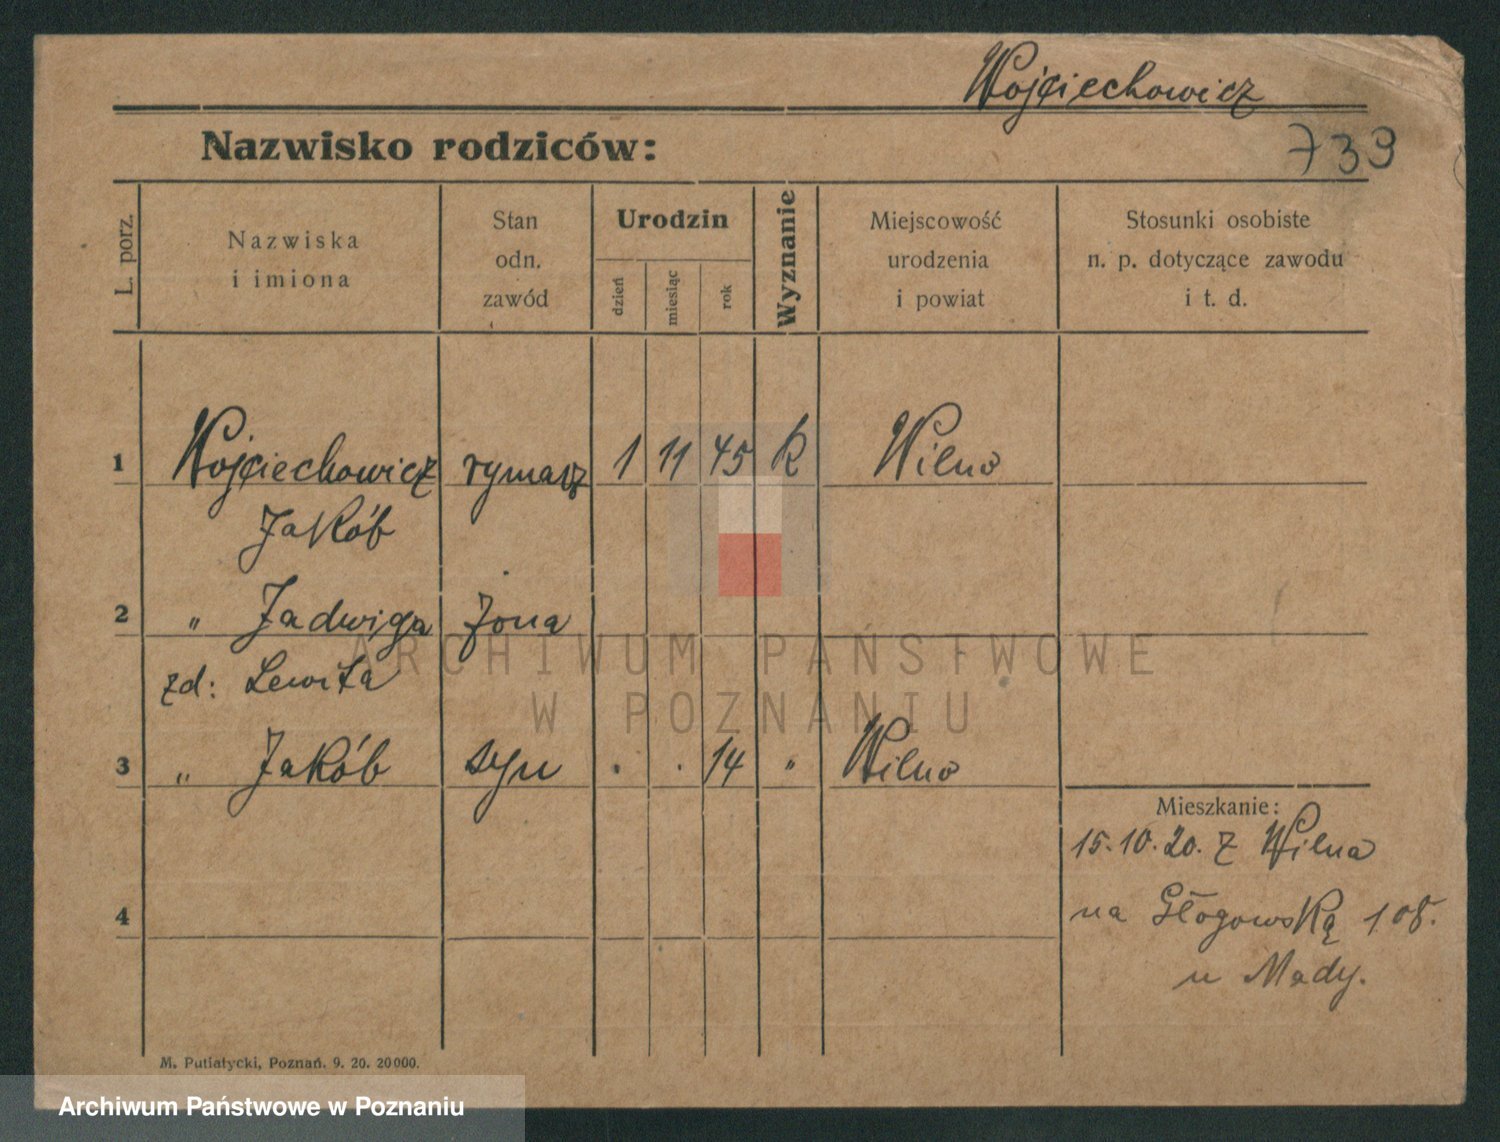 Wojciechowicz
739
Nazwisko rodziców:
L. porz.
Nazwiska
i imiona
Stan
odn.
zawód
Urodzin
dzień
miesiąc
rok
Wyznanie
Miejscowość
urodzenia
i powiat
Stosunki osobiste
n. p. dotyczące zawodu
i t. d.
1 Wojciechowicz rymarz 1 11 45 K Wilno
Jakób
2 " Jadwiga żona
zd: Lewita
3 " Jakób syn . . 14 " Wilno
Mieszkanie:
15.10.20. z Wilna
na Głogowską 108.
u Mady.
4
M. Putiatycki, Poznań. 9. 20. 20000.
ARCHIWUM PAŃSTWOWE
W POZNANIU
Archiwum Państwowe w Poznaniu